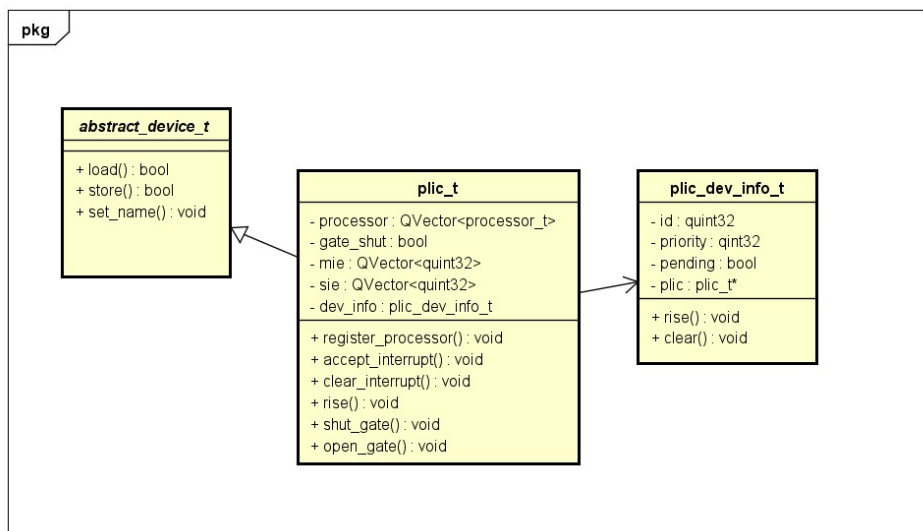 pkg
abstract_device_t
+ load() : bool
+ store() : bool
+ set_name() : void
plic_t
- processor : QVector<processor_t>
- gate_shut : bool
- mie : QVector<quint32>
- sie : QVector<quint32>
- dev_info : plic_dev_info_t
+ register_processor() : void
+ accept_interrupt() : void
+ clear_interrupt() : void
+ rise() : void
+ shut_gate() : void
+ open_gate() : void
plic_dev_info_t
- id : quint32
- priority : qint32
- pending : bool
- plic : plic_t*
+ rise() : void
+ clear() : void